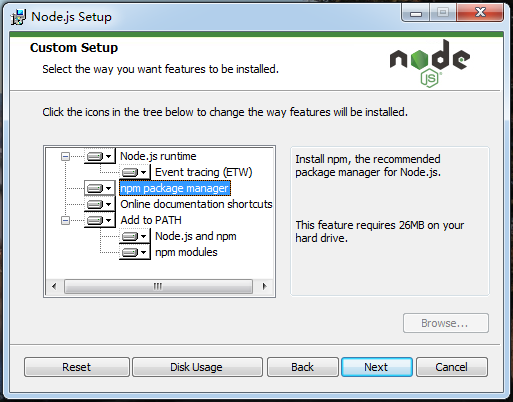 Node.js Setup
Custom Setup
Select the way you want features to be installed.
node
JS
Click the icons in the tree below to change the way features will be installed.
Node.js runtime
Event tracing (ETW)
npm package manager
Online documentation shortcuts
Add to PATH
Node.js and npm
npm modules
Install npm, the recommended
package manager for Node.js.
This feature requires 26MB on your
hard drive.
Browse...
Reset
Disk Usage
Back
Next
Cancel